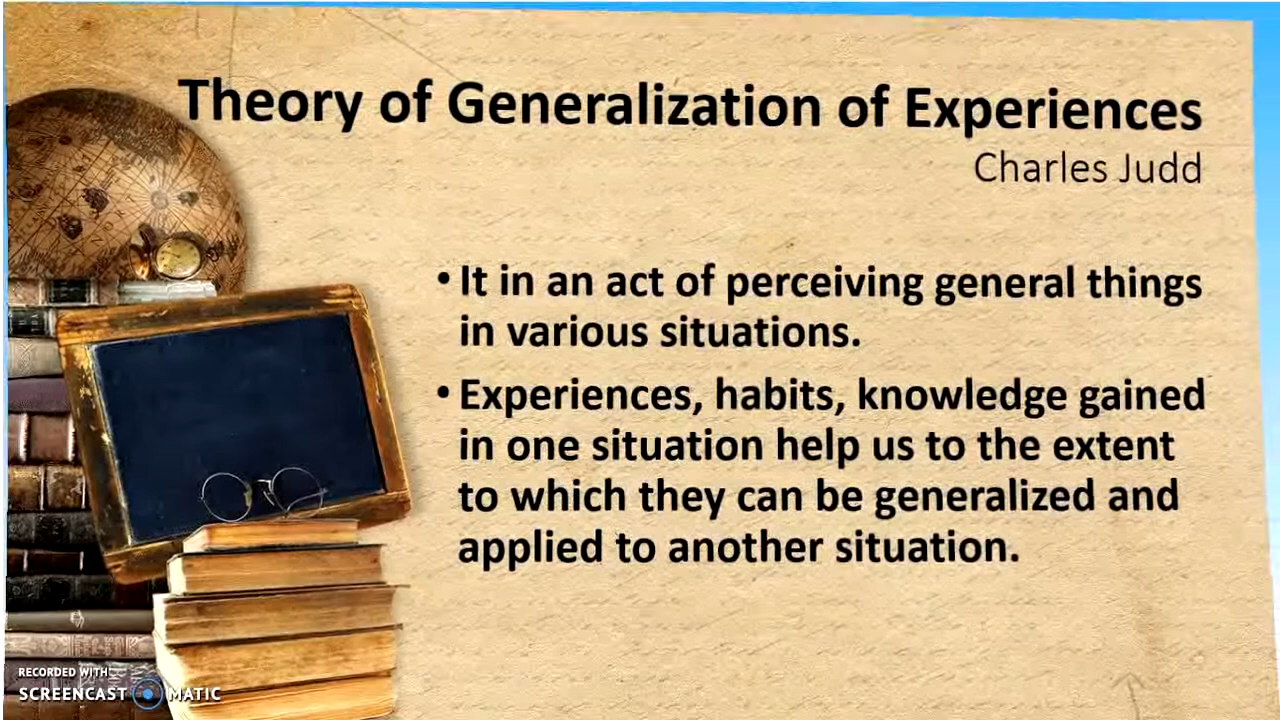 Theory of Generalization of Experiences
Charles Judd
• It in an act of perceiving general things
in various situations.
• Experiences, habits, knowledge gained
in one situation help us to the extent
to which they can be generalized and
applied to another situation.
RECORDED WITH
SCREENCAST MATIC